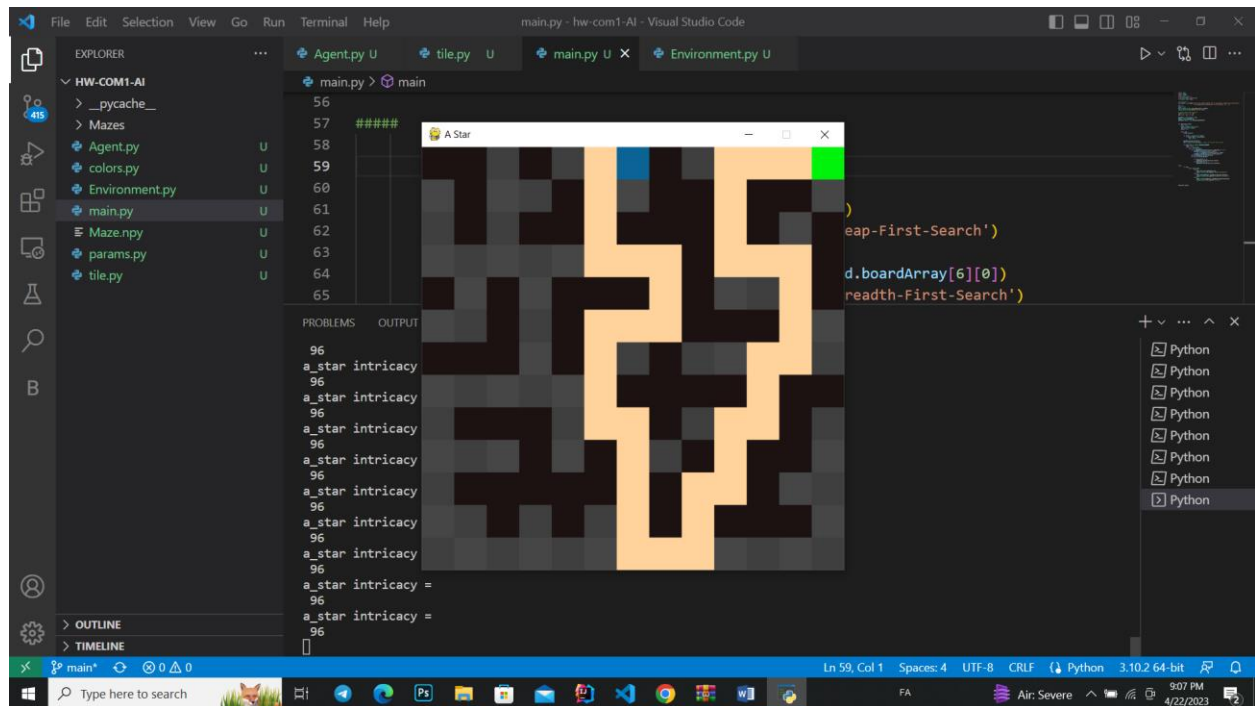 File Edit Selection View Go Run Terminal Help
main.py - hw-com1-AI - Visual Studio Code
EXPLORER
Agent.py U
tile.py U
main.py U
Environment.py U
HW-COM1-AI
main.py > main
415
__pycache__
Mazes
Agent.py U
colors.py U
Environment.py U
main.py U
Maze.npy U
params.py U
tile.py U
56
57 #####
58
59
60
61 )
62 eap-First-Search')
63
64 d.boardArray[6][0])
65 readth-First-Search')
A Star
PROBLEMS OUTPUT
96
a_star intricacy
96
a_star intricacy
96
a_star intricacy
96
a_star intricacy
96
a_star intricacy
96
a_star intricacy
96
a_star intricacy
96
a_star intricacy =
96
a_star intricacy =
96
Python
Python
Python
Python
Python
Python
Python
Python
B
OUTLINE
TIMELINE
main* 0 0 0
Ln 59, Col 1 Spaces: 4 UTF-8 CRLF Python 3.10.2 64-bit
Type here to search
Ps
FA
Air: Severe
9:07 PM
4/22/2023
2